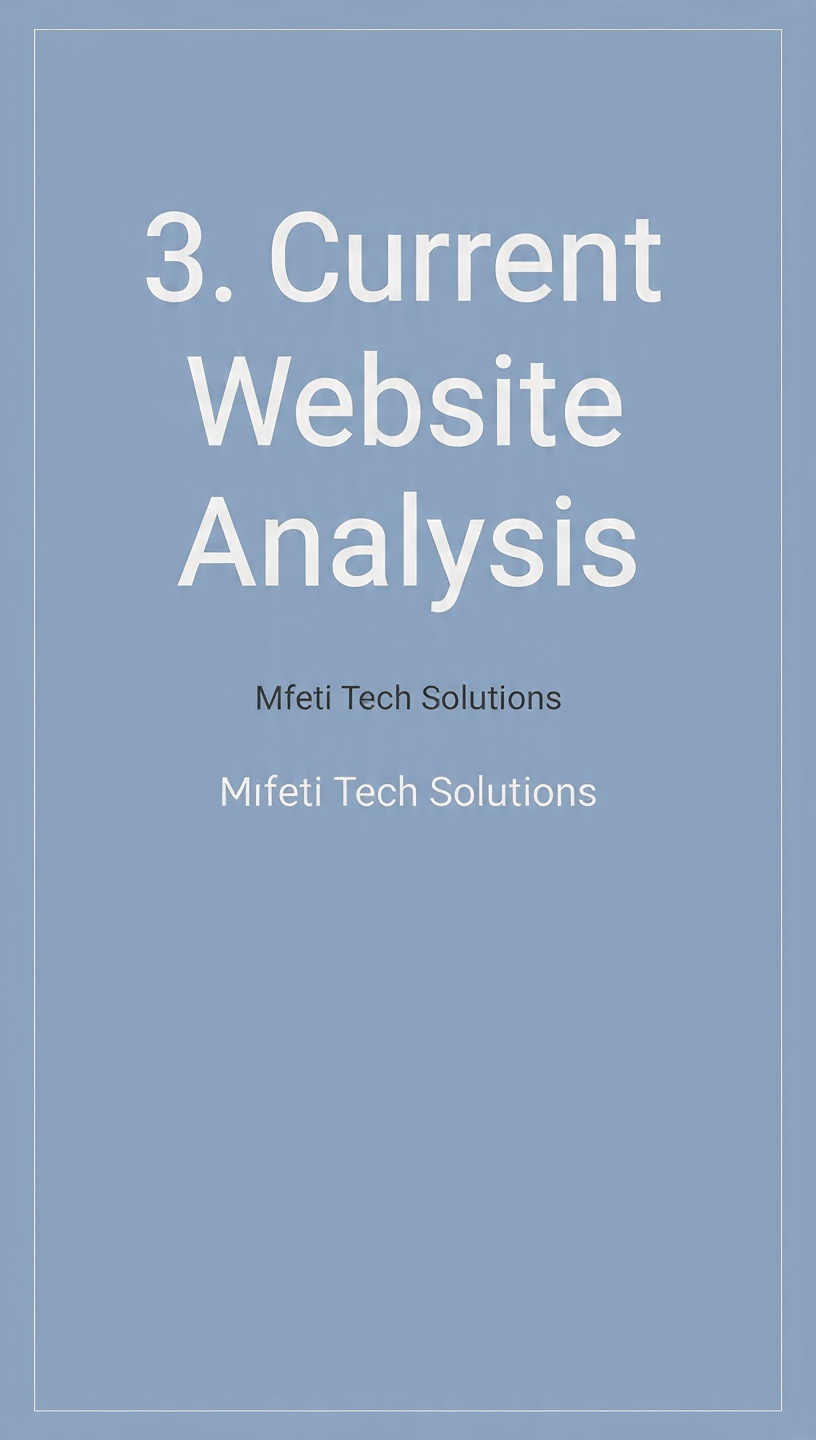 3. Current
Website
Analysis
Mfeti Tech Solutions
Mıfeti Tech Solutions